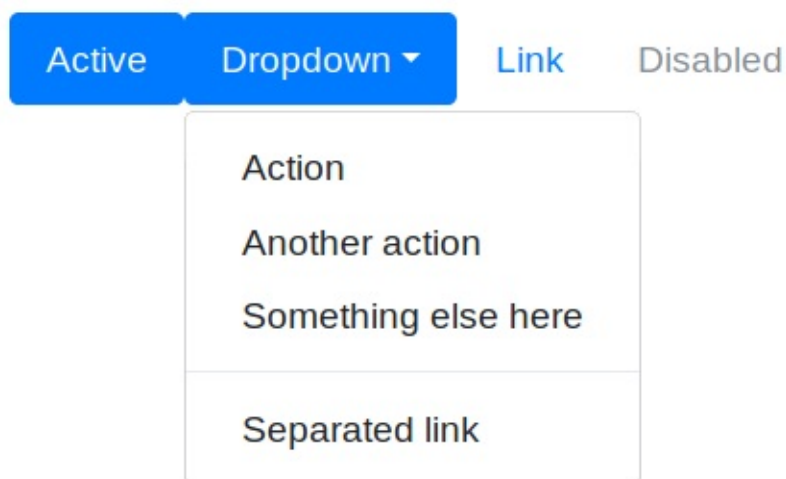 Active Dropdown Link Disabled
Action
Another action
Something else here
Separated link